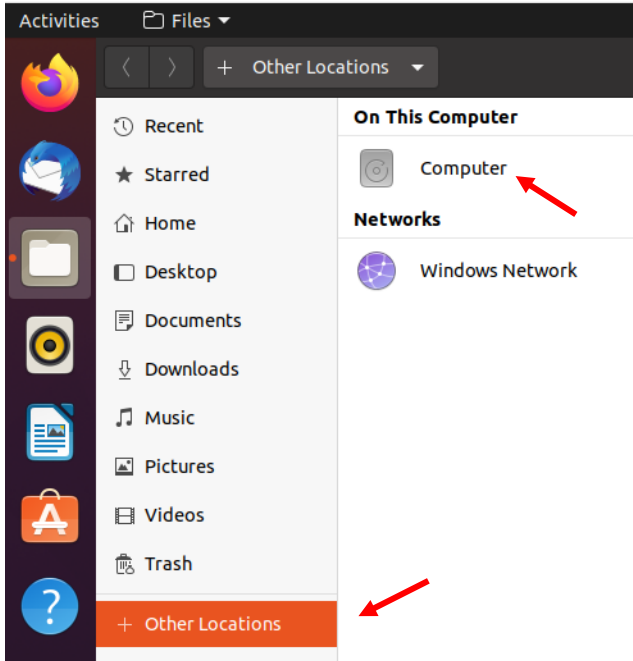 Activities Files
+ Other Locations
Recent
Starred
Home
Desktop
Documents
Downloads
Music
Pictures
Videos
Trash
+ Other Locations
On This Computer
Computer
Networks
Windows Network